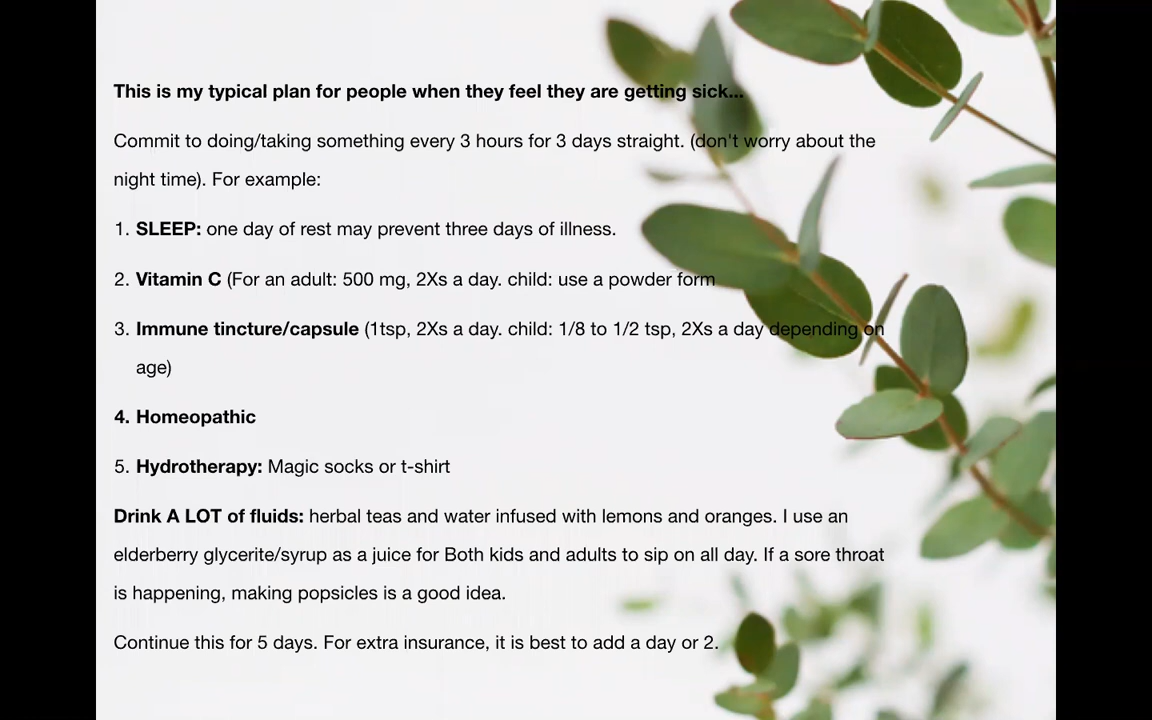 This is my typical plan for people when they feel they are getting sick...
Commit to doing/taking something every 3 hours for 3 days straight. (don't worry about the
night time). For example:
1. SLEEP: one day of rest may prevent three days of illness.
2. Vitamin C (For an adult: 500 mg, 2Xs a day. child: use a powder form
3. Immune tincture/capsule (1tsp, 2Xs a day. child: 1/8 to 1/2 tsp, 2Xs a day depending on
age)
4. Homeopathic
5. Hydrotherapy: Magic socks or t-shirt
Drink A LOT of fluids: herbal teas and water infused with lemons and oranges. I use an
elderberry glycerite/syrup as a juice for Both kids and adults to sip on all day. If a sore throat
is happening, making popsicles is a good idea.
Continue this for 5 days. For extra insurance, it is best to add a day or 2.